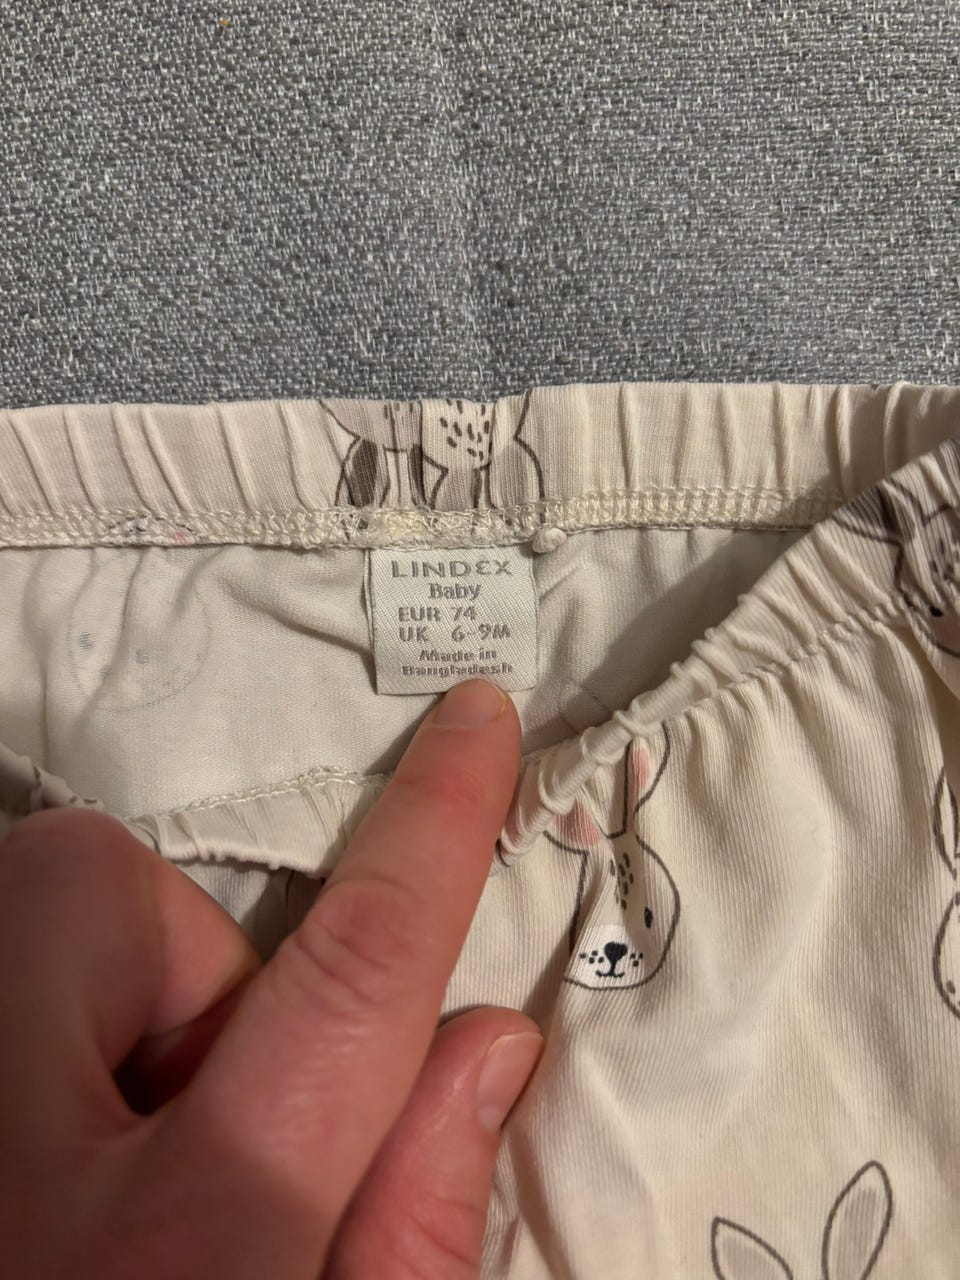 LINDEX
Baby
EUR 74
UK 6-9M
Made in
Bangladesh